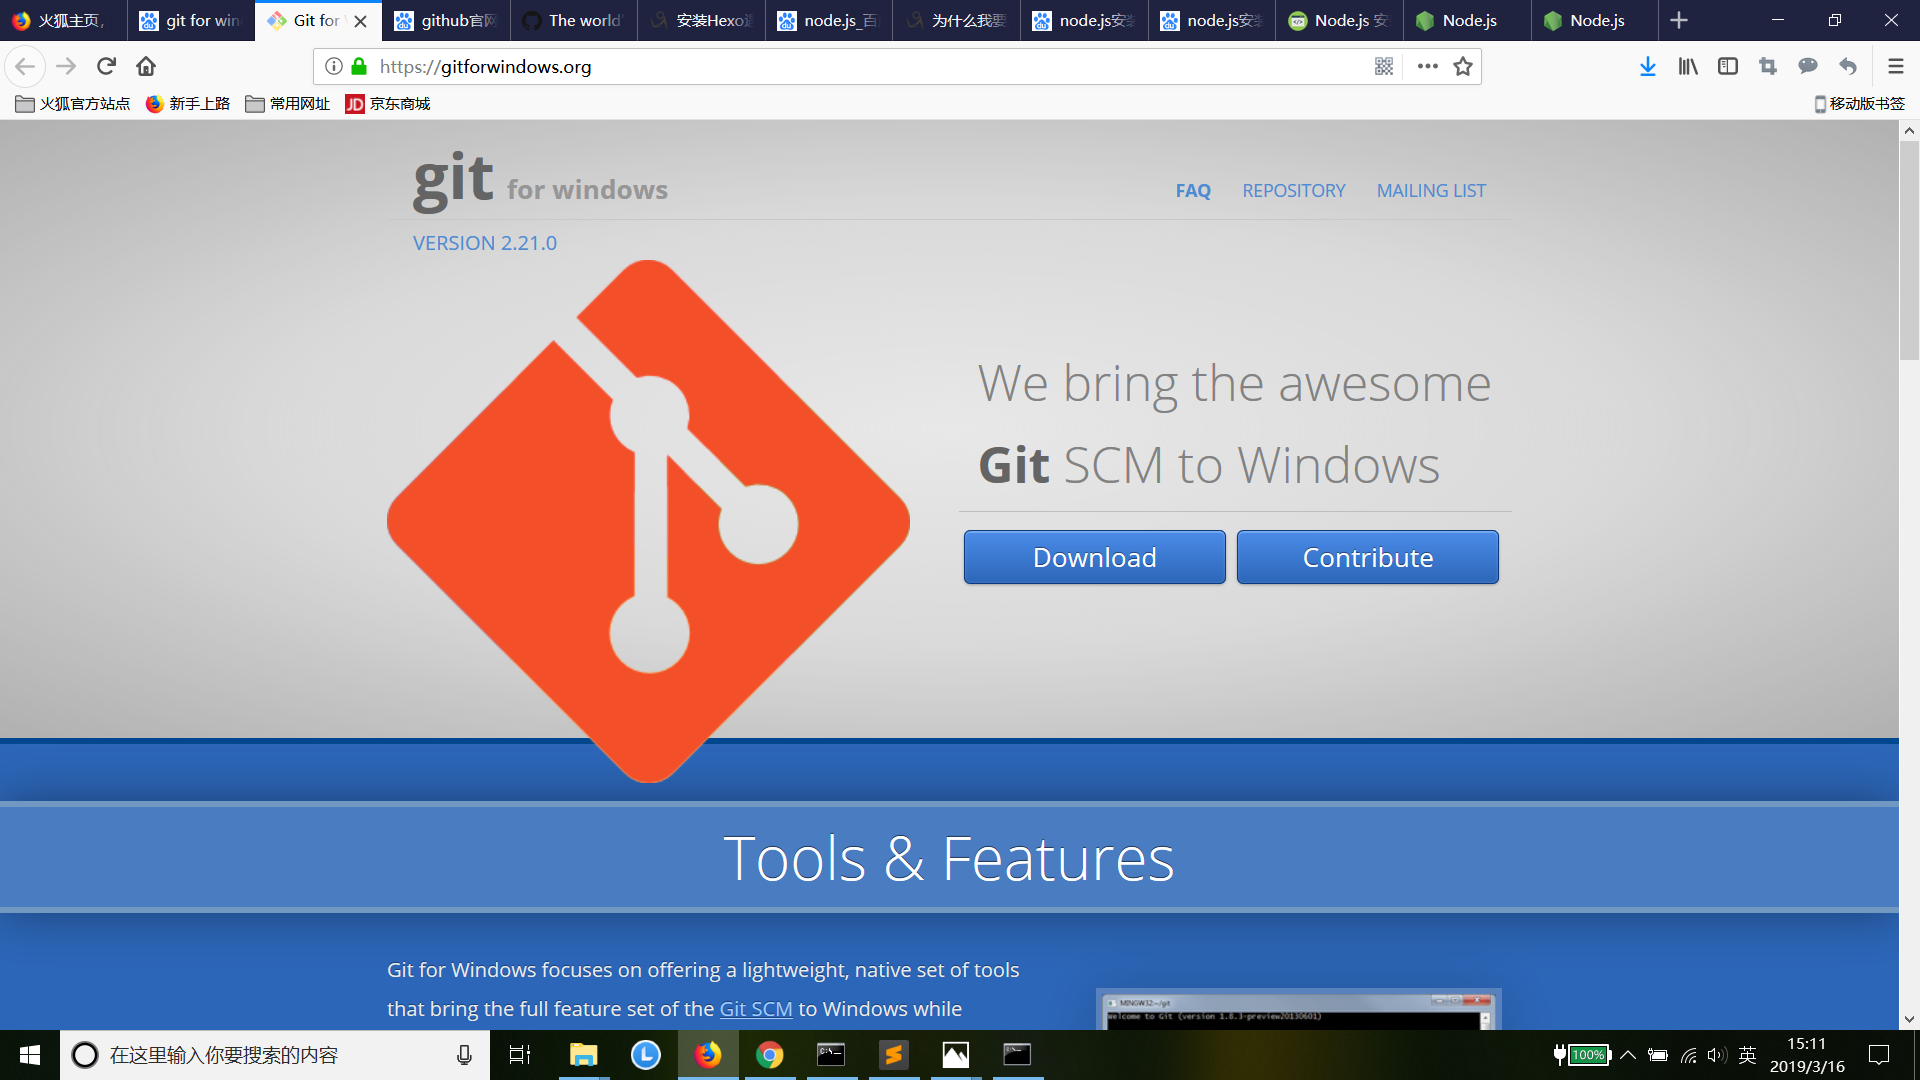 火狐主页,
git for win
Git for
github官网
The world'
安装Hexo
node.js_百
为什么我要
node.js安装
node.js安装
Node.js 安
Node.js
Node.js
https://gitforwindows.org
火狐官方站点
新手上路
常用网址
JD 京东商城
移动版书签
git for windows
FAQ
REPOSITORY
MAILING LIST
VERSION 2.21.0
We bring the awesome
Git SCM to Windows
Download
Contribute
Tools & Features
Git for Windows focuses on offering a lightweight, native set of tools
that bring the full feature set of the Git SCM to Windows while
MINGW32:~/git
Welcome to Git (version 1.8.3-preview20130601)
在这里输入你要搜索的内容
100%
英
15:11
2019/3/16